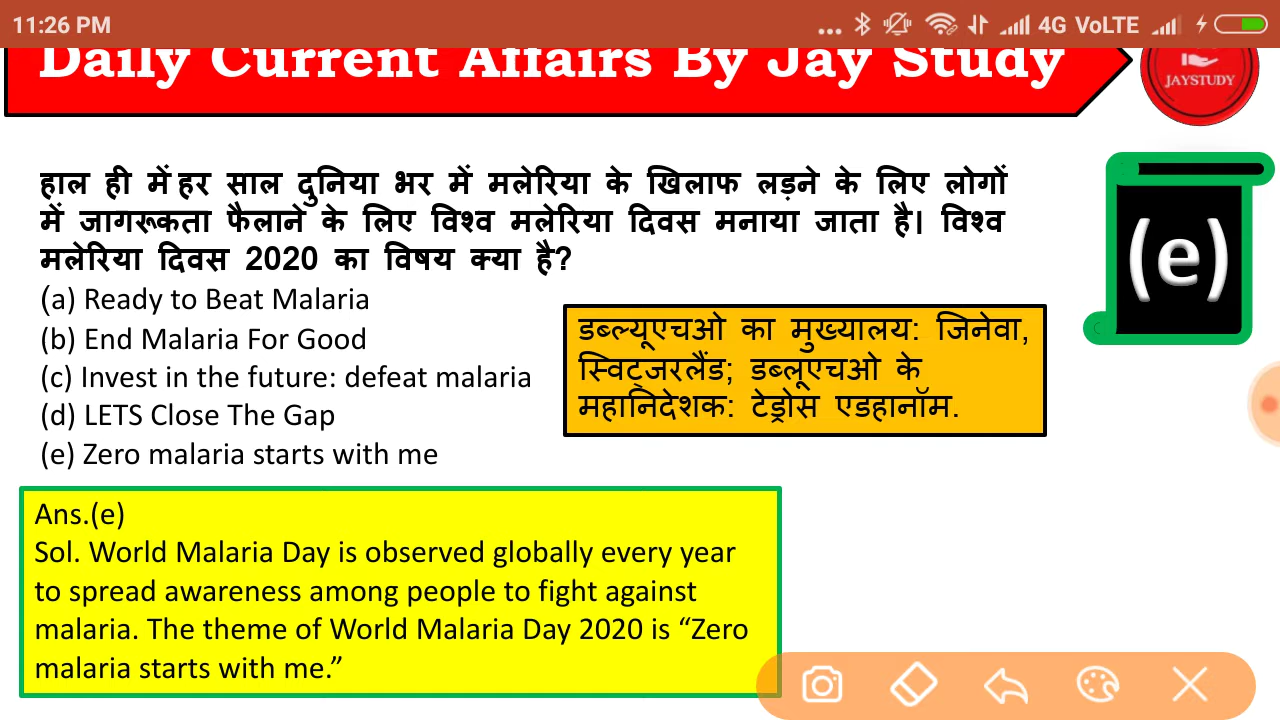 11:26 PM
4G VoLTE
Daily Current Affairs By Jay Study
JAYSTUDY
हाल ही में हर साल दुनिया भर में मलेरिया के खिलाफ लड़ने के लिए लोगों
में जागरूकता फैलाने के लिए विश्व मलेरिया दिवस मनाया जाता है। विश्व
मलेरिया दिवस 2020 का विषय क्या है?
(e)
(a) Ready to Beat Malaria
(b) End Malaria For Good
(c) Invest in the future: defeat malaria
(d) LETS Close The Gap
(e) Zero malaria starts with me
डब्ल्यूएचओ का मुख्यालय: जिनेवा,
स्विट्जरलैंड; डब्लूएचओ के
महानिदेशक: टेड्रोस एडहानॉम.
Ans.(e)
Sol. World Malaria Day is observed globally every year
to spread awareness among people to fight against
malaria. The theme of World Malaria Day 2020 is “Zero
malaria starts with me.”